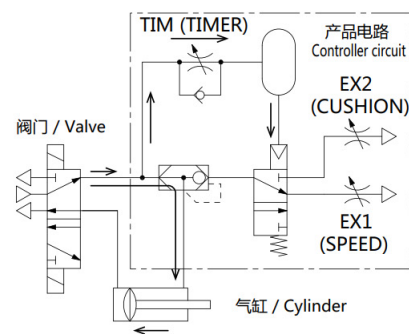 TIM (TIMER)
产品电路
Controller circuit
EX2
(CUSHION)
阀门 / Valve
EX1
(SPEED)
气缸 / Cylinder